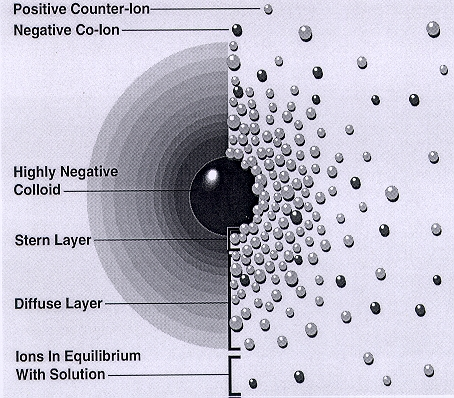 Positive Counter-Ion
Negative Co-Ion
Highly Negative
Colloid
Stern Layer
Diffuse Layer
Ions In Equilibrium
With Solution